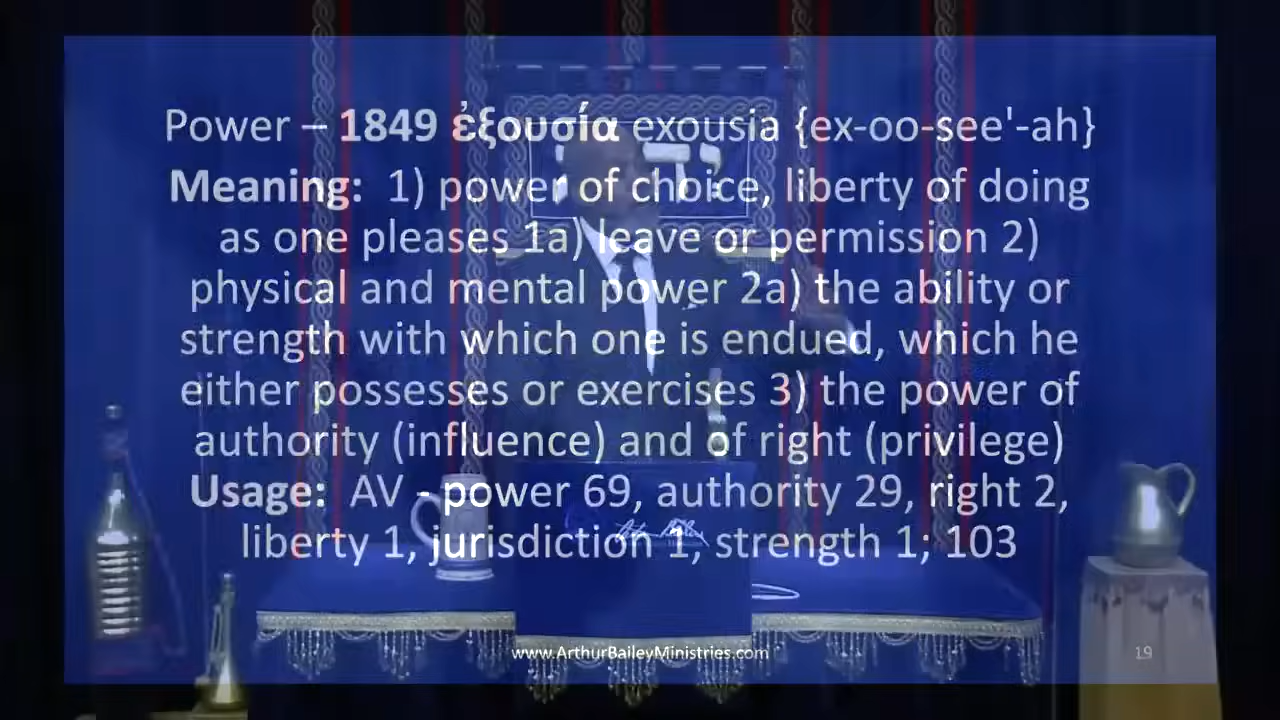 Power – 1849 ἐξουσία exousia {ex-oo-see'-ah}
Meaning: 1) power of choice, liberty of doing
as one pleases 1a) leave or permission 2)
physical and mental power 2a) the ability or
strength with which one is endued, which he
either possesses or exercises 3) the power of
authority (influence) and of right (privilege)
Usage: AV - power 69, authority 29, right 2,
liberty 1, jurisdiction 1, strength 1; 103
www.ArthurBaileyMinistries.com
19